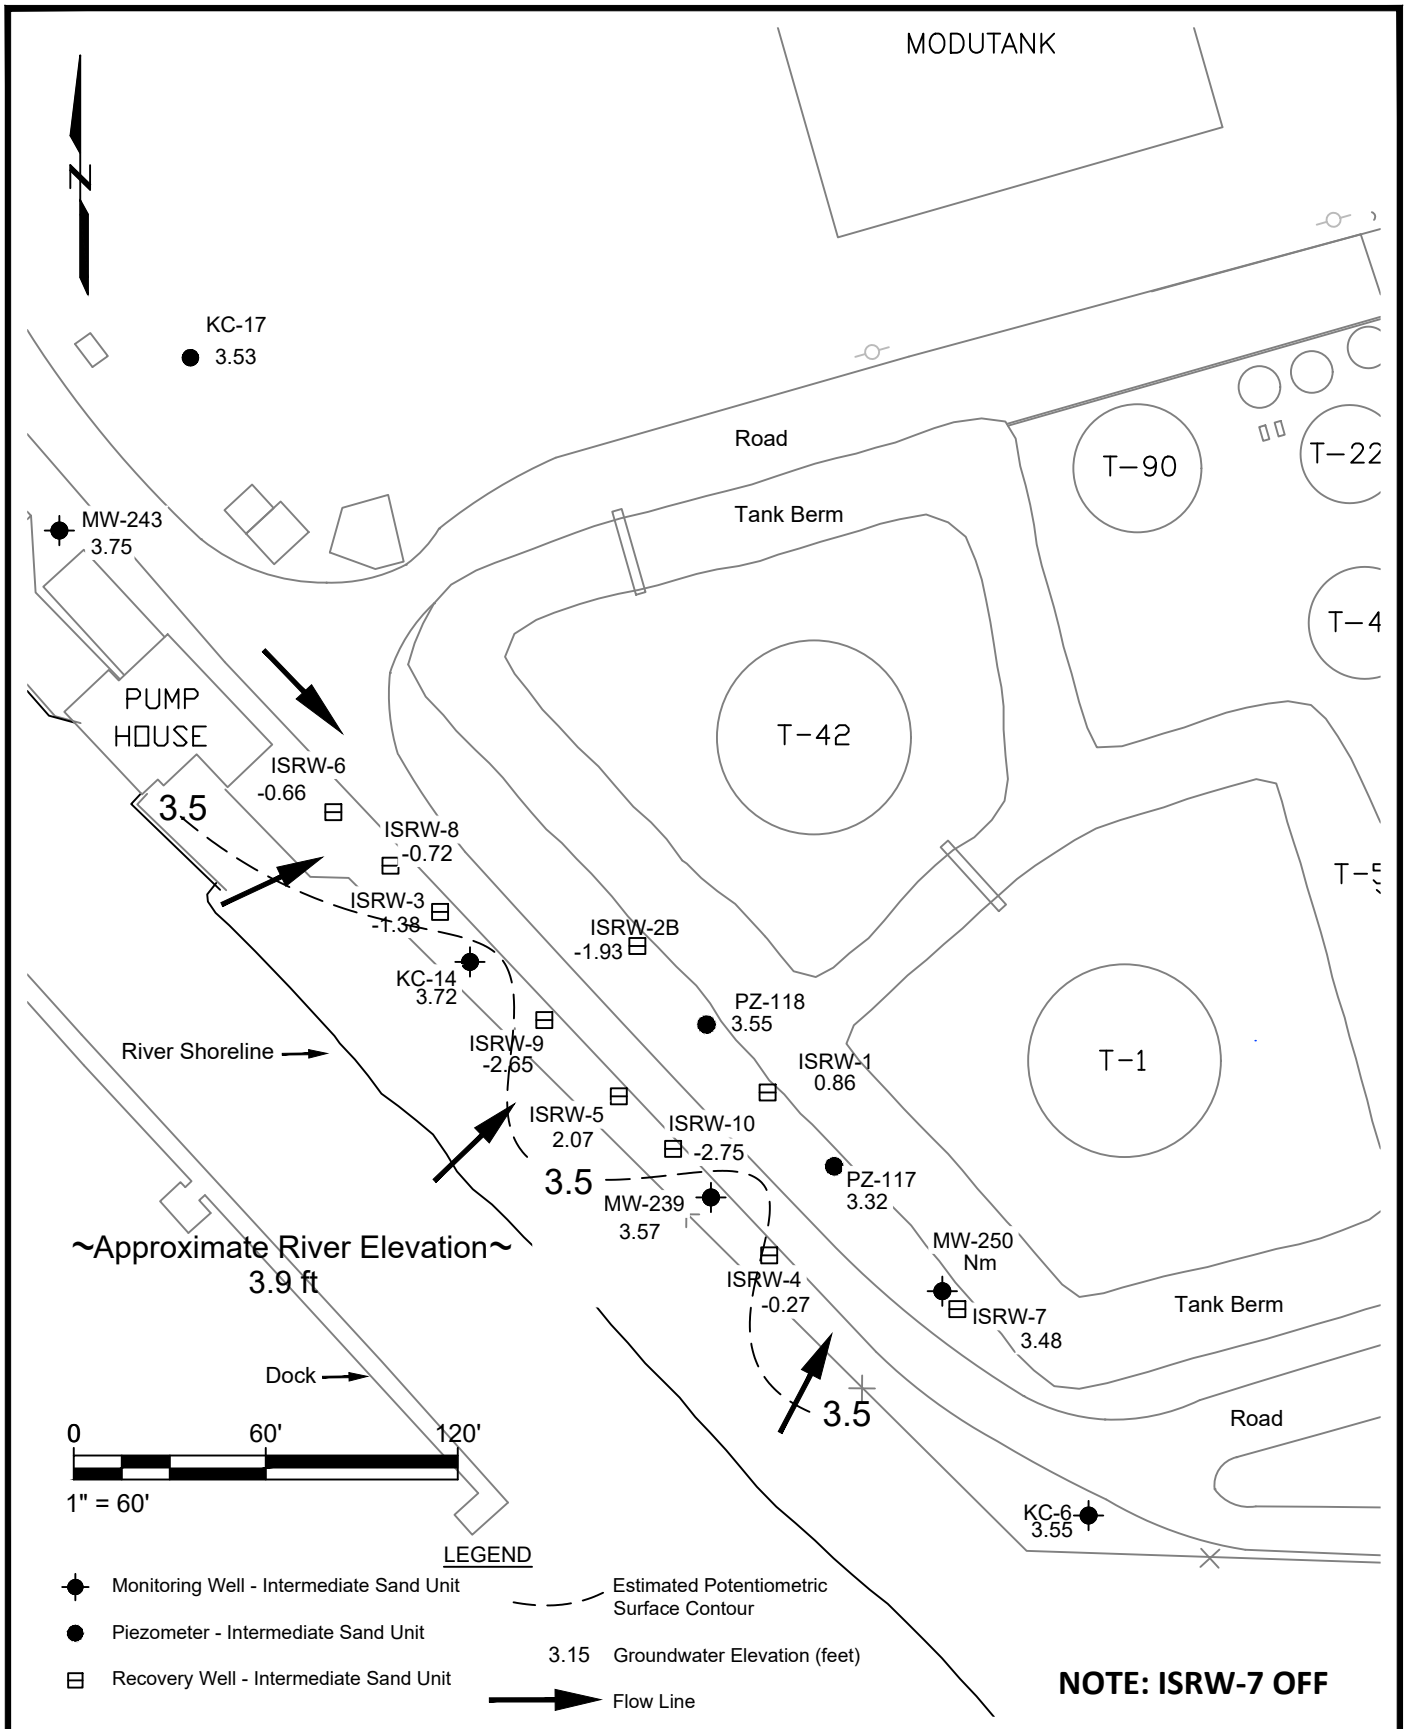 MODUTANK
N
KC-17
3.53
Road
T-90
T-22
Tank Berm
MW-243
3.75
T-4
PUMP
HOUSE
T-42
ISRW-6
-0.66
3.5
ISRW-8
-0.72
T-5
ISRW-3
-1.38
ISRW-2B
-1.93
KC-14
3.72
PZ-118
3.55
ISRW-9
-2.65
River Shoreline
ISRW-1
0.86
T-1
ISRW-5
2.07
ISRW-10
-2.75
3.5
PZ-117
3.32
MW-239
3.57
~Approximate River Elevation~
3.9 ft
MW-250
Nm
ISRW-4
-0.27
ISRW-7
3.48
Tank Berm
Dock
3.5
Road
0 60' 120'
1" = 60'
KC-6
3.55
LEGEND
Monitoring Well - Intermediate Sand Unit
Piezometer - Intermediate Sand Unit
Recovery Well - Intermediate Sand Unit
Estimated Potentiometric
Surface Contour
3.15 Groundwater Elevation (feet)
Flow Line
NOTE: ISRW-7 OFF